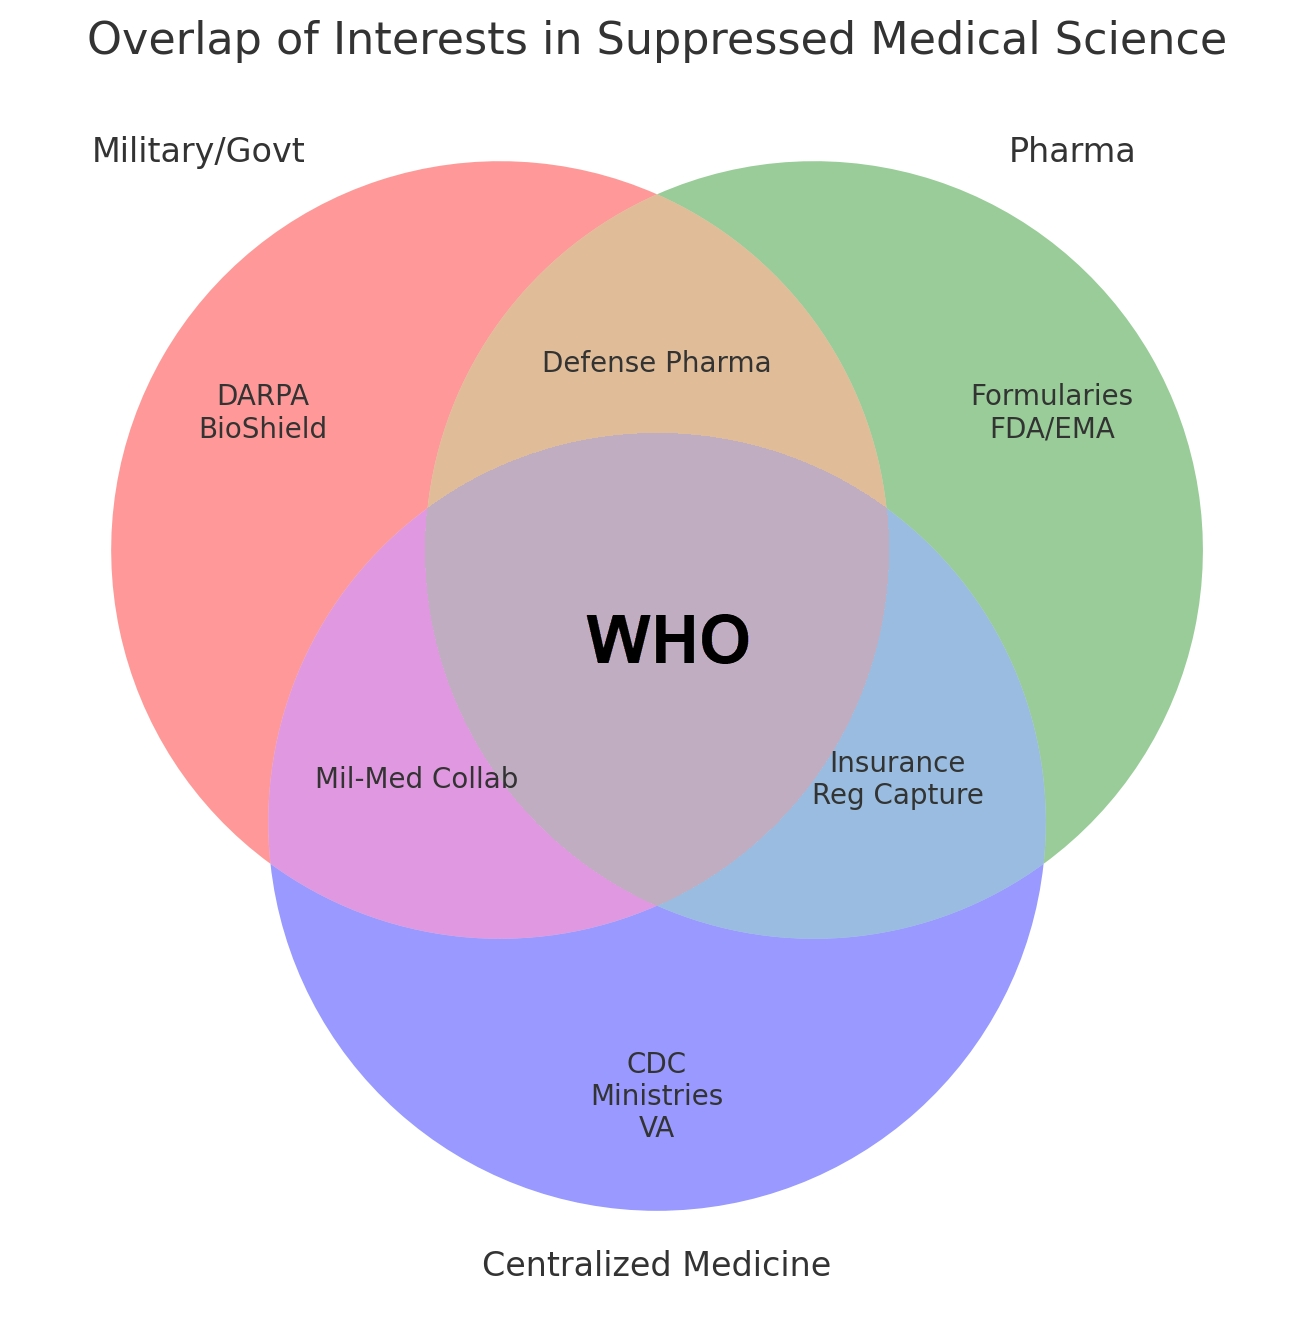 Overlap of Interests in Suppressed Medical Science
Military/Govt
Pharma
Defense Pharma
DARPA
BioShield
Formularies
FDA/EMA
WHO
Mil-Med Collab
Insurance
Reg Capture
CDC
Ministries
VA
Centralized Medicine